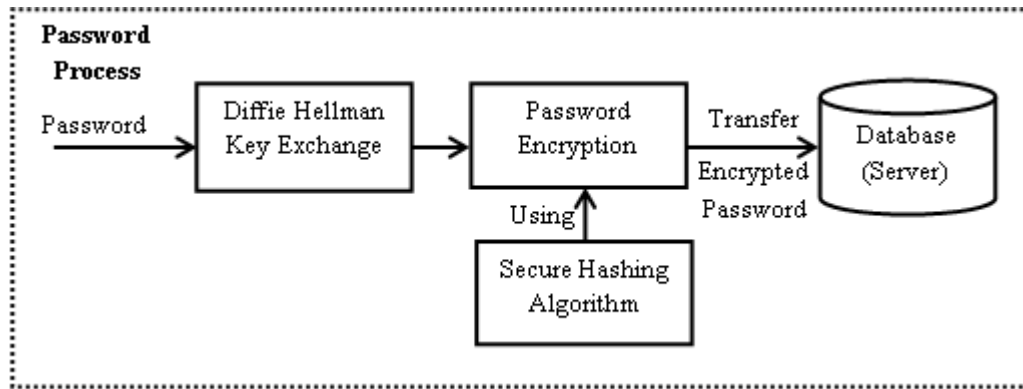 Password
Process
Password
Diffie Hellman
Key Exchange
Password
Encryption
Transfer
Encrypted
Password
Database
(Server)
Using
Secure Hashing
Algorithm